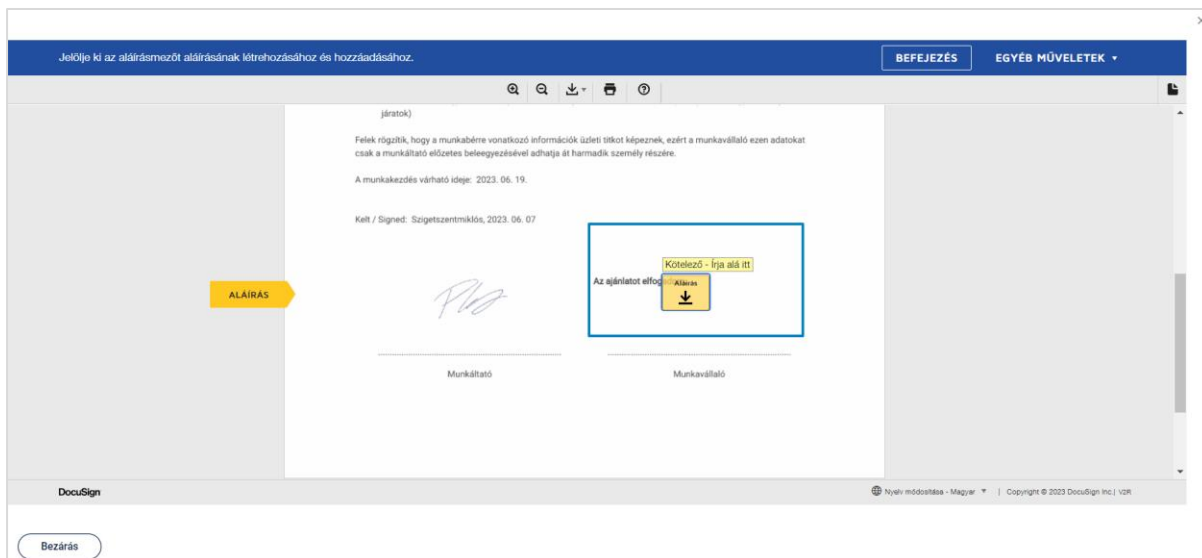 Jelölje ki az aláírásmezőt aláírásának létrehozásához és hozzáadásához.
BEFEJEZÉS
EGYÉB MŰVELETEK
járatok)
Felek rögzítik, hogy a munkabérre vonatkozó információk üzleti titkot képeznek, ezért a munkavállaló ezen adatokat
csak a munkáltató előzetes beleegyezésével adhatja át harmadik személy részére.
A munkakezdés várható ideje: 2023. 06. 19.
Kelt / Signed: Szigetszentmiklós, 2023. 06. 07
Kötelező - Írja alá itt
Az ajánlatot
Aláírás
ALÁÍRÁS
Munkáltató
Munkavállaló
DocuSign
Nyelv módosítása - Magyar
| Copyright © 2023 DocuSign Inc.| V2R
Bezárás